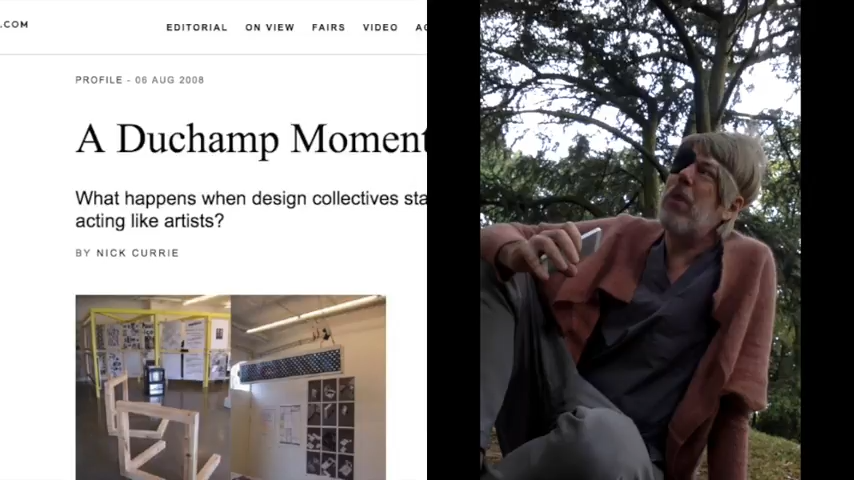 .COM
EDITORIAL ON VIEW FAIRS VIDEO
PROFILE - 06 AUG 2008
A Duchamp Moment
What happens when design collectives sta
acting like artists?
BY NICK CURRIE